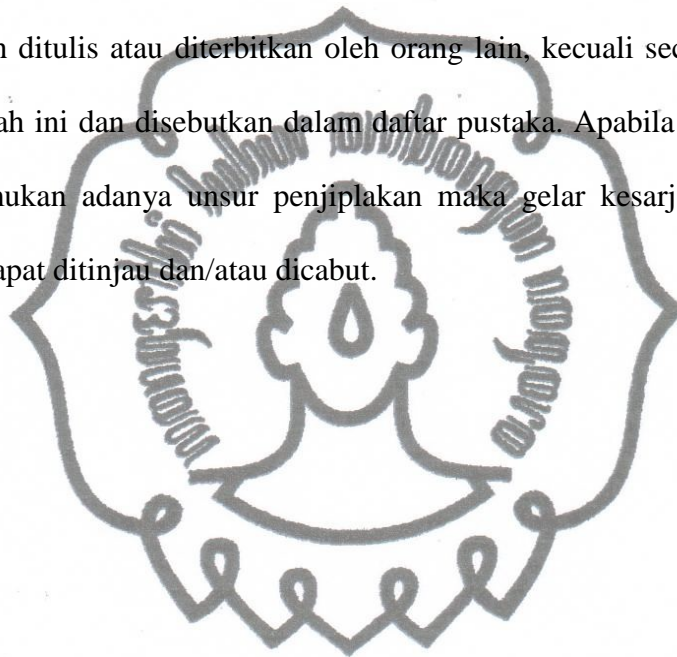 n ditulis atau diterbitkan oleh orang lain, kecuali sec
ah ini dan disebutkan dalam daftar pustaka. Apabila
nukan adanya unsur penjiplakan maka gelar kesarj
apat ditinjau dan/atau dicabut.